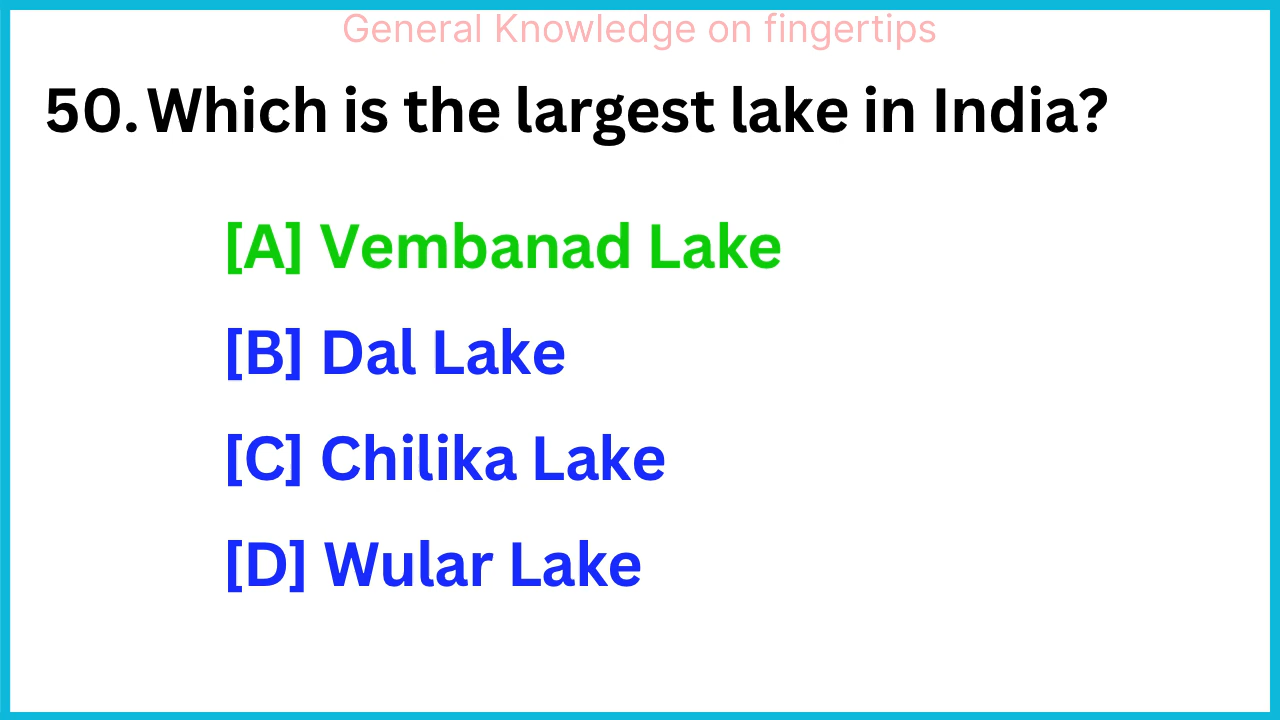 General Knowledge on fingertips
50. Which is the largest lake in India?
[A] Vembanad Lake
[B] Dal Lake
[C] Chilika Lake
[D] Wular Lake